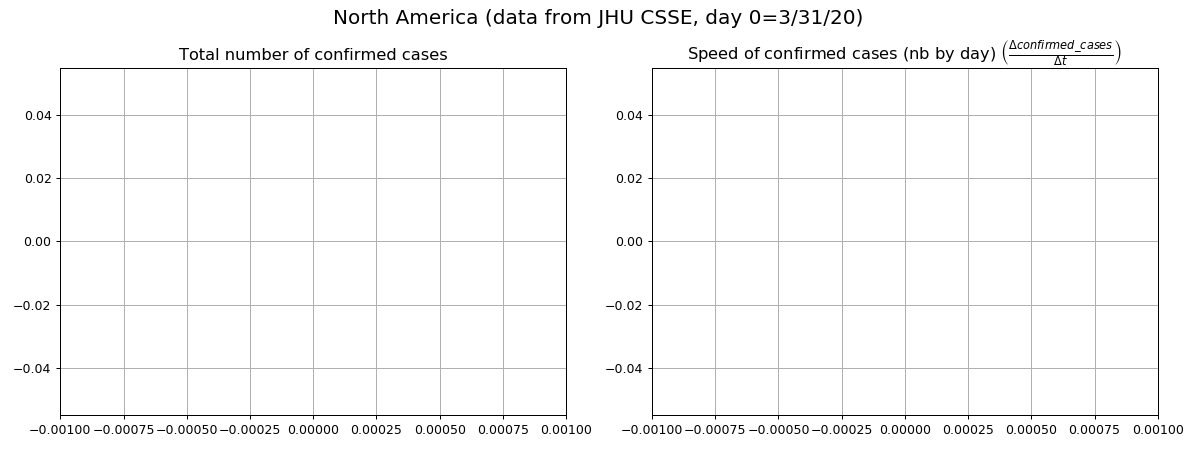 North America (data from JHU CSSE, day 0=3/31/20)
Total number of confirmed cases
0.04
0.02
0.00
−0.02
−0.04
−0.00100 −0.00075 −0.00050 −0.00025 0.00000 0.00025 0.00050 0.00075 0.00100
Speed of confirmed cases (nb by day) (Δconfirmed_cases/Δt)
0.04
0.02
0.00
−0.02
−0.04
−0.00100 −0.00075 −0.00050 −0.00025 0.00000 0.00025 0.00050 0.00075 0.00100